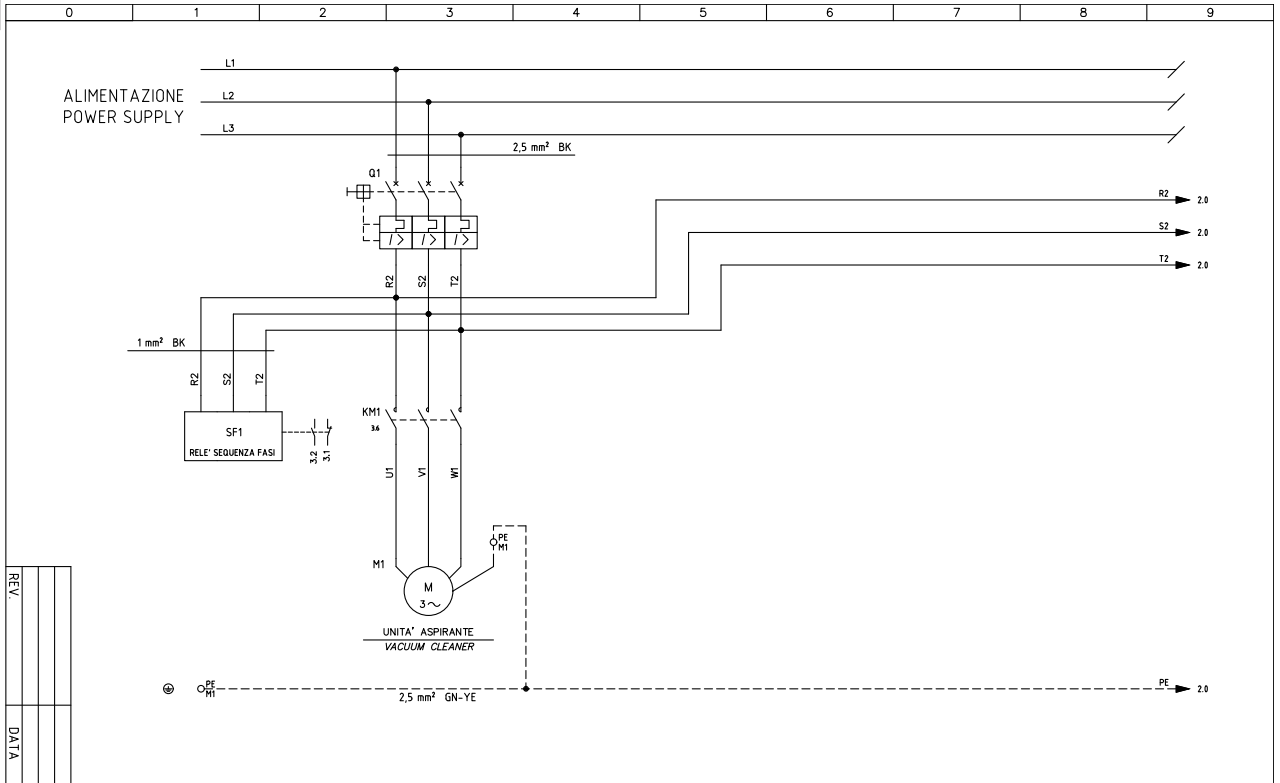 0 1 2 3 4 5 6 7 8 9
L1
ALIMENTAZIONE
POWER SUPPLY
L2
L3
2,5 mm² BK
Q1
R2 2.0
S2 2.0
T2 2.0
R2 S2 T2
1 mm² BK
R2 S2 T2
KM1
3.6
SF1
RELE' SEQUENZA FASI
3.2 3.1
U1 V1 W1
PE
M1
M1
M
3~
UNITA' ASPIRANTE
VACUUM CLEANER
PE
M1
2,5 mm² GN-YE
PE 2.0
REV.
DATA